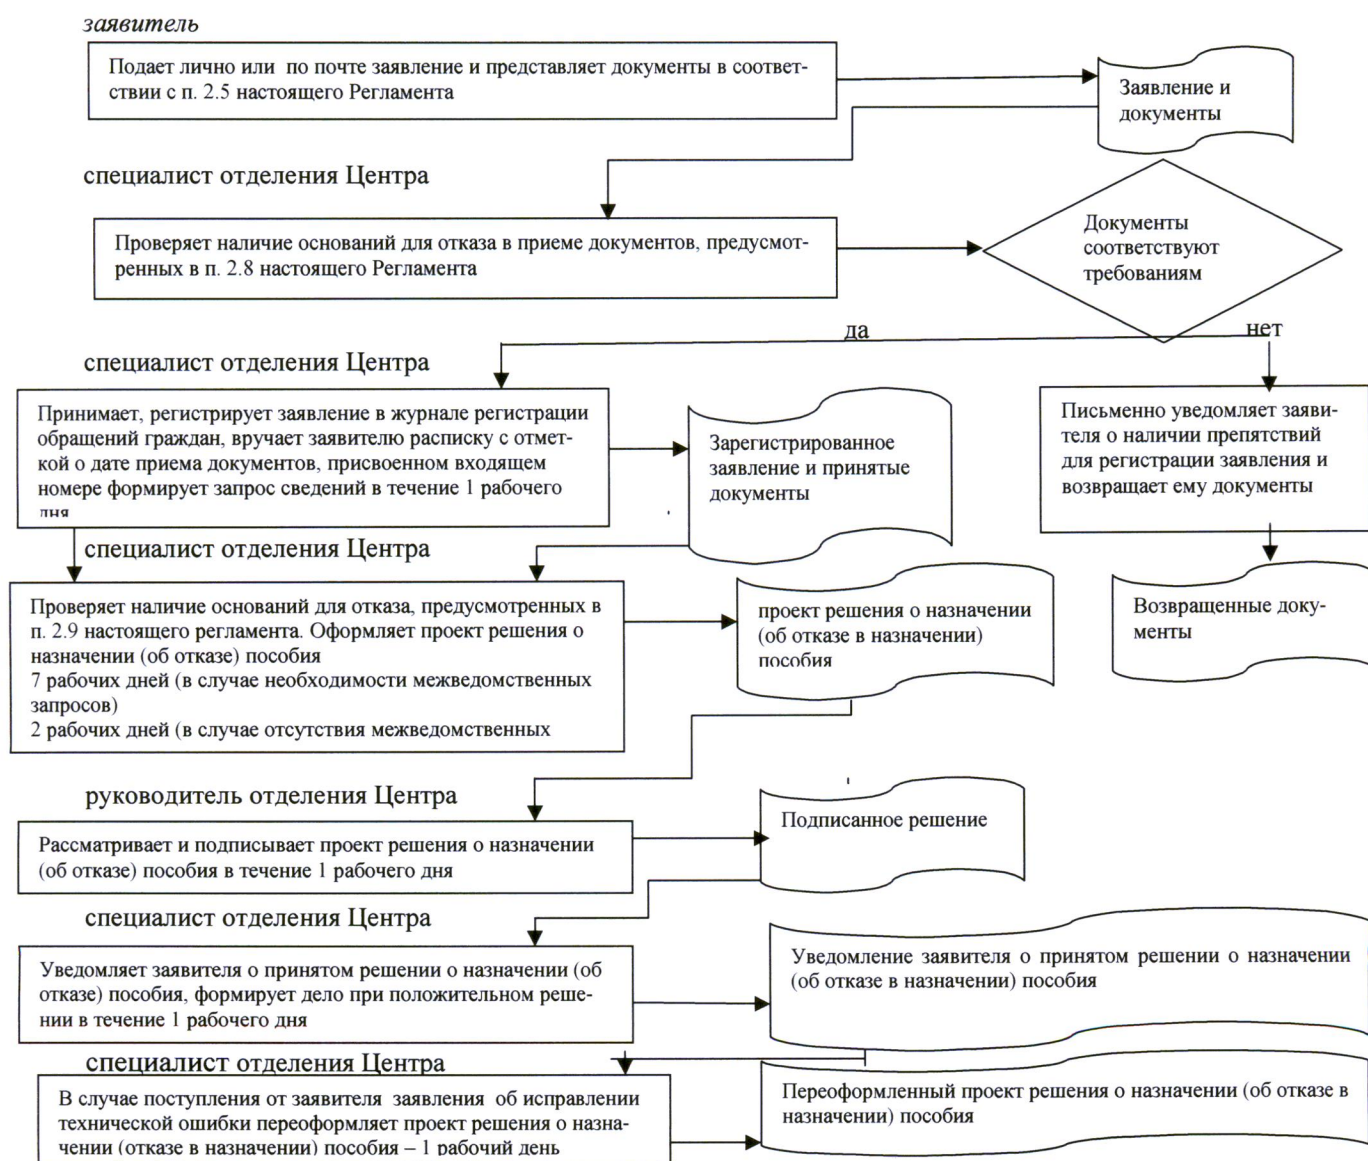 заявитель
Подает лично или по почте заявление и представляет документы в соответ-
ствии с п. 2.5 настоящего Регламента
Заявление и
документы
специалист отделения Центра
Проверяет наличие оснований для отказа в приеме документов, предусмот-
ренных в п. 2.8 настоящего Регламента
Документы
соответствуют
требованиям
да
нет
специалист отделения Центра
Принимает, регистрирует заявление в журнале регистрации
обращений граждан, вручает заявителю расписку с отмет-
кой о дате приема документов, присвоенном входящем
номере формирует запрос сведений в течение 1 рабочего
дня
Зарегистрированное
заявление и принятые
документы
Письменно уведомляет заяви-
теля о наличии препятствий
для регистрации заявления и
возвращает ему документы
специалист отделения Центра
Проверяет наличие оснований для отказа, предусмотренных в
п. 2.9 настоящего регламента. Оформляет проект решения о
назначении (об отказе) пособия
7 рабочих дней (в случае необходимости межведомственных
запросов)
2 рабочих дней (в случае отсутствия межведомственных
проект решения о назначении
(об отказе в назначении)
пособия
Возвращенные доку-
менты
руководитель отделения Центра
Рассматривает и подписывает проект решения о назначении
(об отказе) пособия в течение 1 рабочего дня
Подписанное решение
специалист отделения Центра
Уведомляет заявителя о принятом решении о назначении (об
отказе) пособия, формирует дело при положительном реше-
нии в течение 1 рабочего дня
Уведомление заявителя о принятом решении о назначении
(об отказе в назначении) пособия
специалист отделения Центра
В случае поступления от заявителя заявления об исправлении
технической ошибки переоформляет проект решения о назна-
чении (отказе в назначении) пособия – 1 рабочий день
Переоформленный проект решения о назначении (об отказе в
назначении) пособия